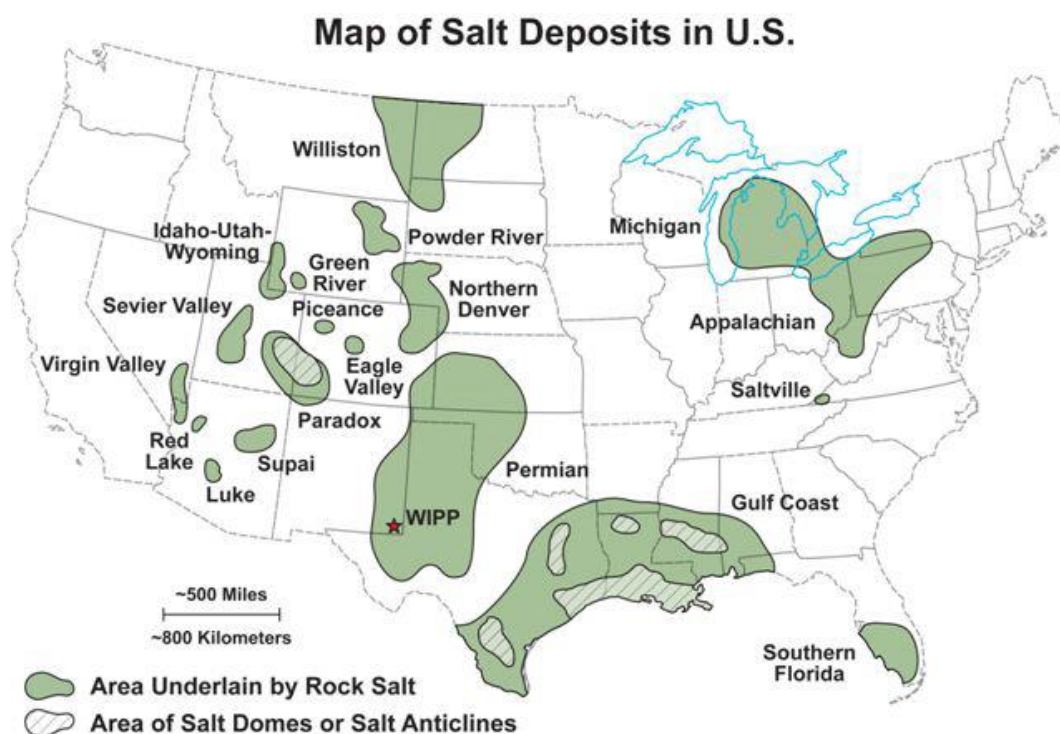 Map of Salt Deposits in U.S.
Williston
Michigan
Idaho-Utah-
Wyoming
Powder River
Green
River
Northern
Denver
Sevier Valley
Piceance
Appalachian
Eagle
Valley
Virgin Valley
Saltville
Paradox
Red
Lake
Supai
Permian
Luke
Gulf Coast
WIPP
~500 Miles
~800 Kilometers
Southern
Florida
Area Underlain by Rock Salt
Area of Salt Domes or Salt Anticlines